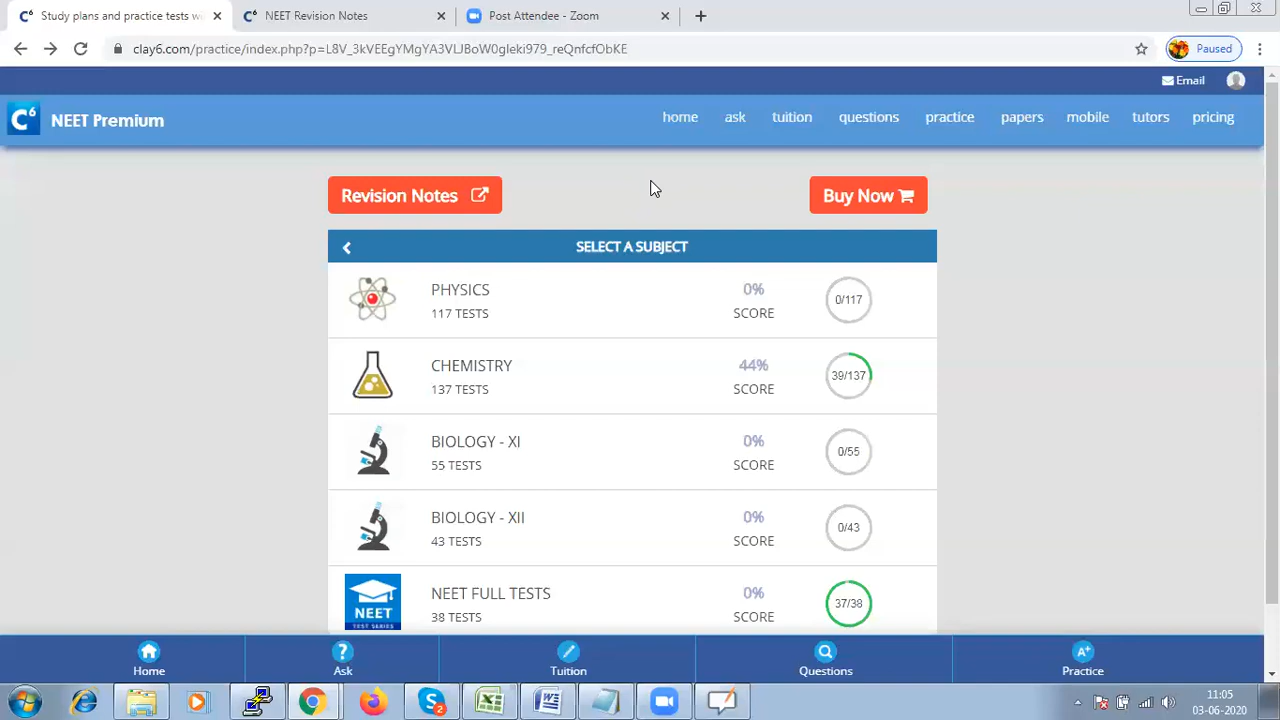 Study plans and practice tests w
NEET Revision Notes
Post Attendee - Zoom
clay6.com/practice/index.php?p=L8V_3kVEEgYMgYA3VLJBoW0gleki979_reQnfcfObKE
Paused
Email
C6
NEET Premium
home
ask
tuition
questions
practice
papers
mobile
tutors
pricing
Revision Notes
Buy Now
SELECT A SUBJECT
PHYSICS
117 TESTS
0%
SCORE
0/117
CHEMISTRY
137 TESTS
44%
SCORE
39/137
BIOLOGY - XI
55 TESTS
0%
SCORE
0/55
BIOLOGY - XII
43 TESTS
0%
SCORE
0/43
NEET
TEST SERIES
NEET FULL TESTS
38 TESTS
0%
SCORE
37/38
Home
Ask
Tuition
Questions
A+
Practice
2
11:05
03-06-2020